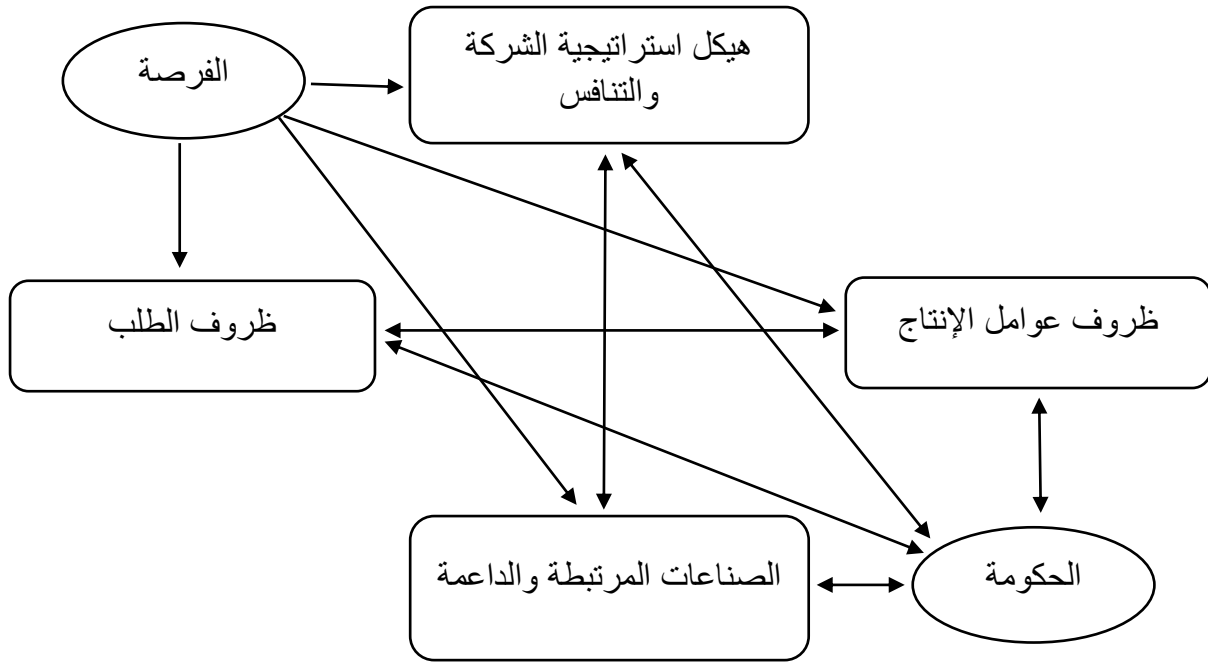 هيكل استراتيجية الشركة
والتنافس
الفرصة
ظروف عوامل الإنتاج
ظروف الطلب
الصناعات المرتبطة والداعمة
الحكومة